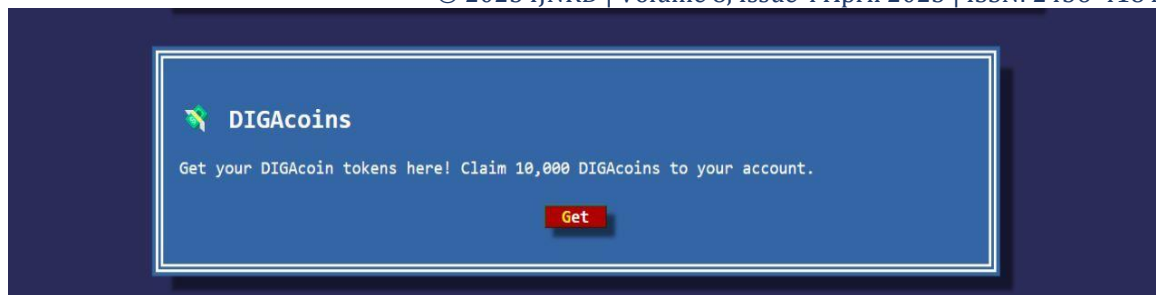 DIGAcoins
Get your DIGAcoin tokens here! Claim 10,000 DIGAcoins to your account.
Get